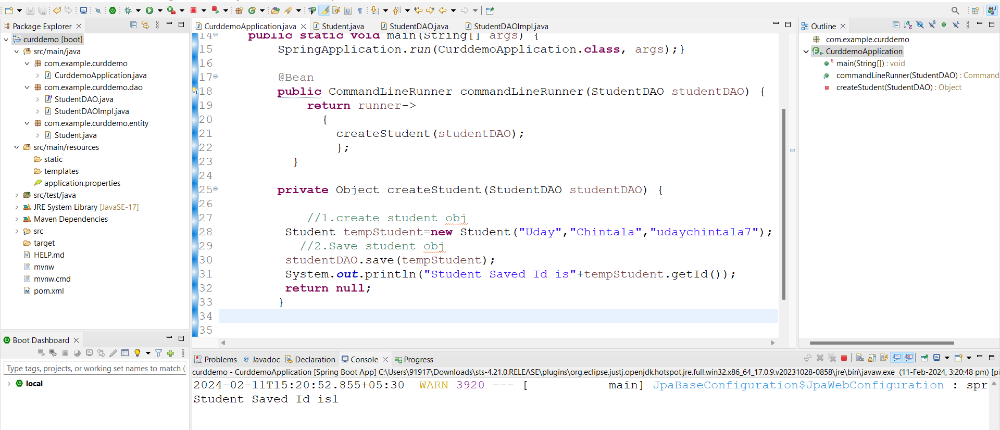 Package Explorer
curddemo [boot]
src/main/java
com.example.curddemo
CurddemoApplication.java
com.example.curddemo.dao
StudentDAO.java
StudentDAOImpl.java
com.example.curddemo.entity
Student.java
src/main/resources
static
templates
application.properties
src/test/java
JRE System Library [JavaSE-17]
Maven Dependencies
src
target
HELP.md
mvnw
mvnw.cmd
pom.xml
Boot Dashboard
Type tags, projects, or working set names to match (
local
CurddemoApplication.java Student.java StudentDAO.java StudentDAOImpl.java
14 public static void main(String[] args) {
15 SpringApplication.run(CurddemoApplication.class, args);}
16
17 @Bean
18 public CommandLineRunner commandLineRunner(StudentDAO studentDAO) {
19 return runner->
20 {
21 createStudent(studentDAO);
22 };
23 }
24
25 private Object createStudent(StudentDAO studentDAO) {
26
27 //1.create student obj
28 Student tempStudent=new Student("Uday","Chintala","udaychintala7");
29 //2.Save student obj
30 studentDAO.save(tempStudent);
31 System.out.println("Student Saved Id is"+tempStudent.getId());
32 return null;
33 }
34
35
Outline
com.example.curddemo
CurddemoApplication
main(String[]) : void
commandLineRunner(StudentDAO) : Command
createStudent(StudentDAO) : Object
Problems @ Javadoc Declaration Console Progress
curddemo - CurddemoApplication [Spring Boot App] C:\Users\91917\Downloads\sts-4.21.0.RELEASE\plugins\org.eclipse.justj.openjdk.hotspot.jre.full.win32.x86_64_17.0.9.v20231028-0858\jre\bin\javaw.exe (11-Feb-2024, 3:20:48 pm) [pi
2024-02-11T15:20:52.855+05:30 WARN 3920 --- [ main] JpaBaseConfiguration$JpaWebConfiguration : spr
Student Saved Id is1